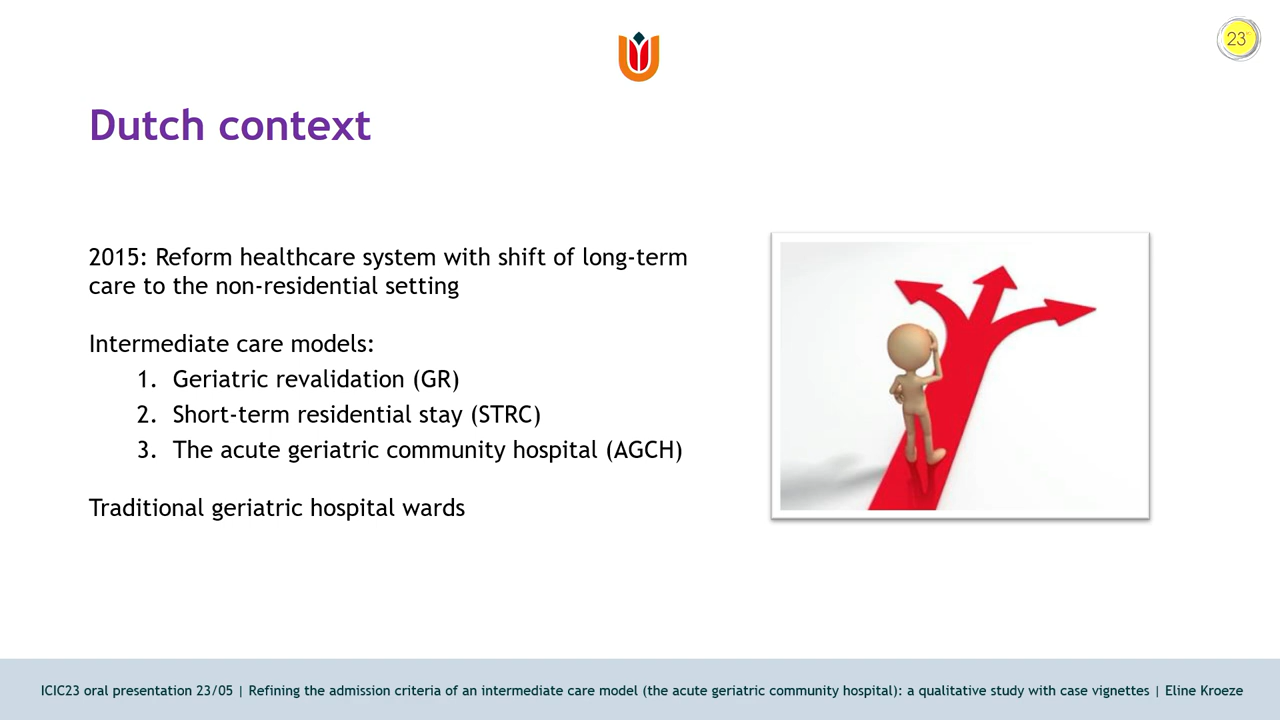 23
Dutch context
2015: Reform healthcare system with shift of long-term
care to the non-residential setting
Intermediate care models:
1. Geriatric revalidation (GR)
2. Short-term residential stay (STRC)
3. The acute geriatric community hospital (AGCH)
Traditional geriatric hospital wards
ICIC23 oral presentation 23/05 | Refining the admission criteria of an intermediate care model (the acute geriatric community hospital): a qualitative study with case vignettes | Eline Kroeze